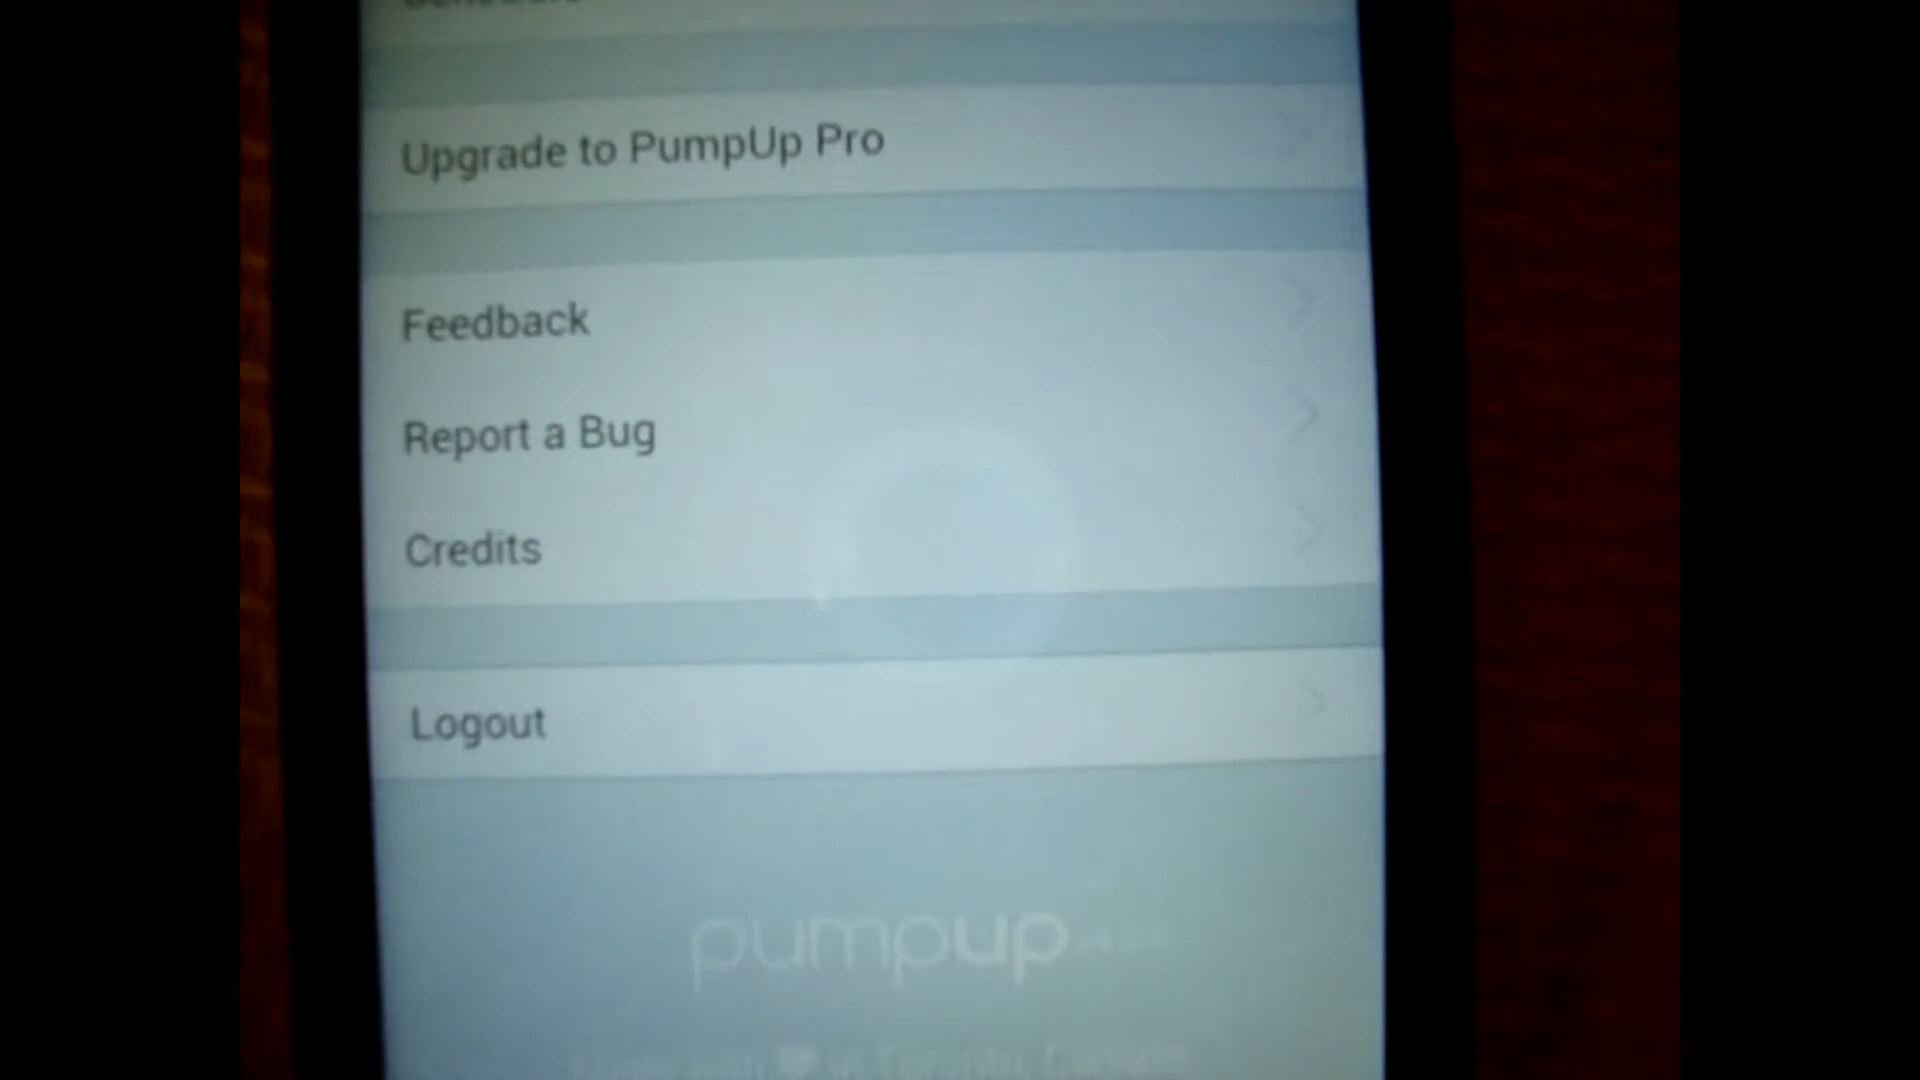 Upgrade to PumpUp Pro
Feedback
Report a Bug
Credits
Logout
pumpup